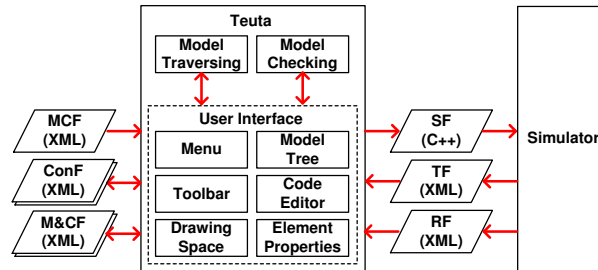 Teuta
Model
Traversing
Model
Checking
User Interface
Menu
Model
Tree
Toolbar
Code
Editor
Drawing
Space
Element
Properties
MCF
(XML)
ConF
(XML)
M&CF
(XML)
SF
(C++)
TF
(XML)
RF
(XML)
Simulator